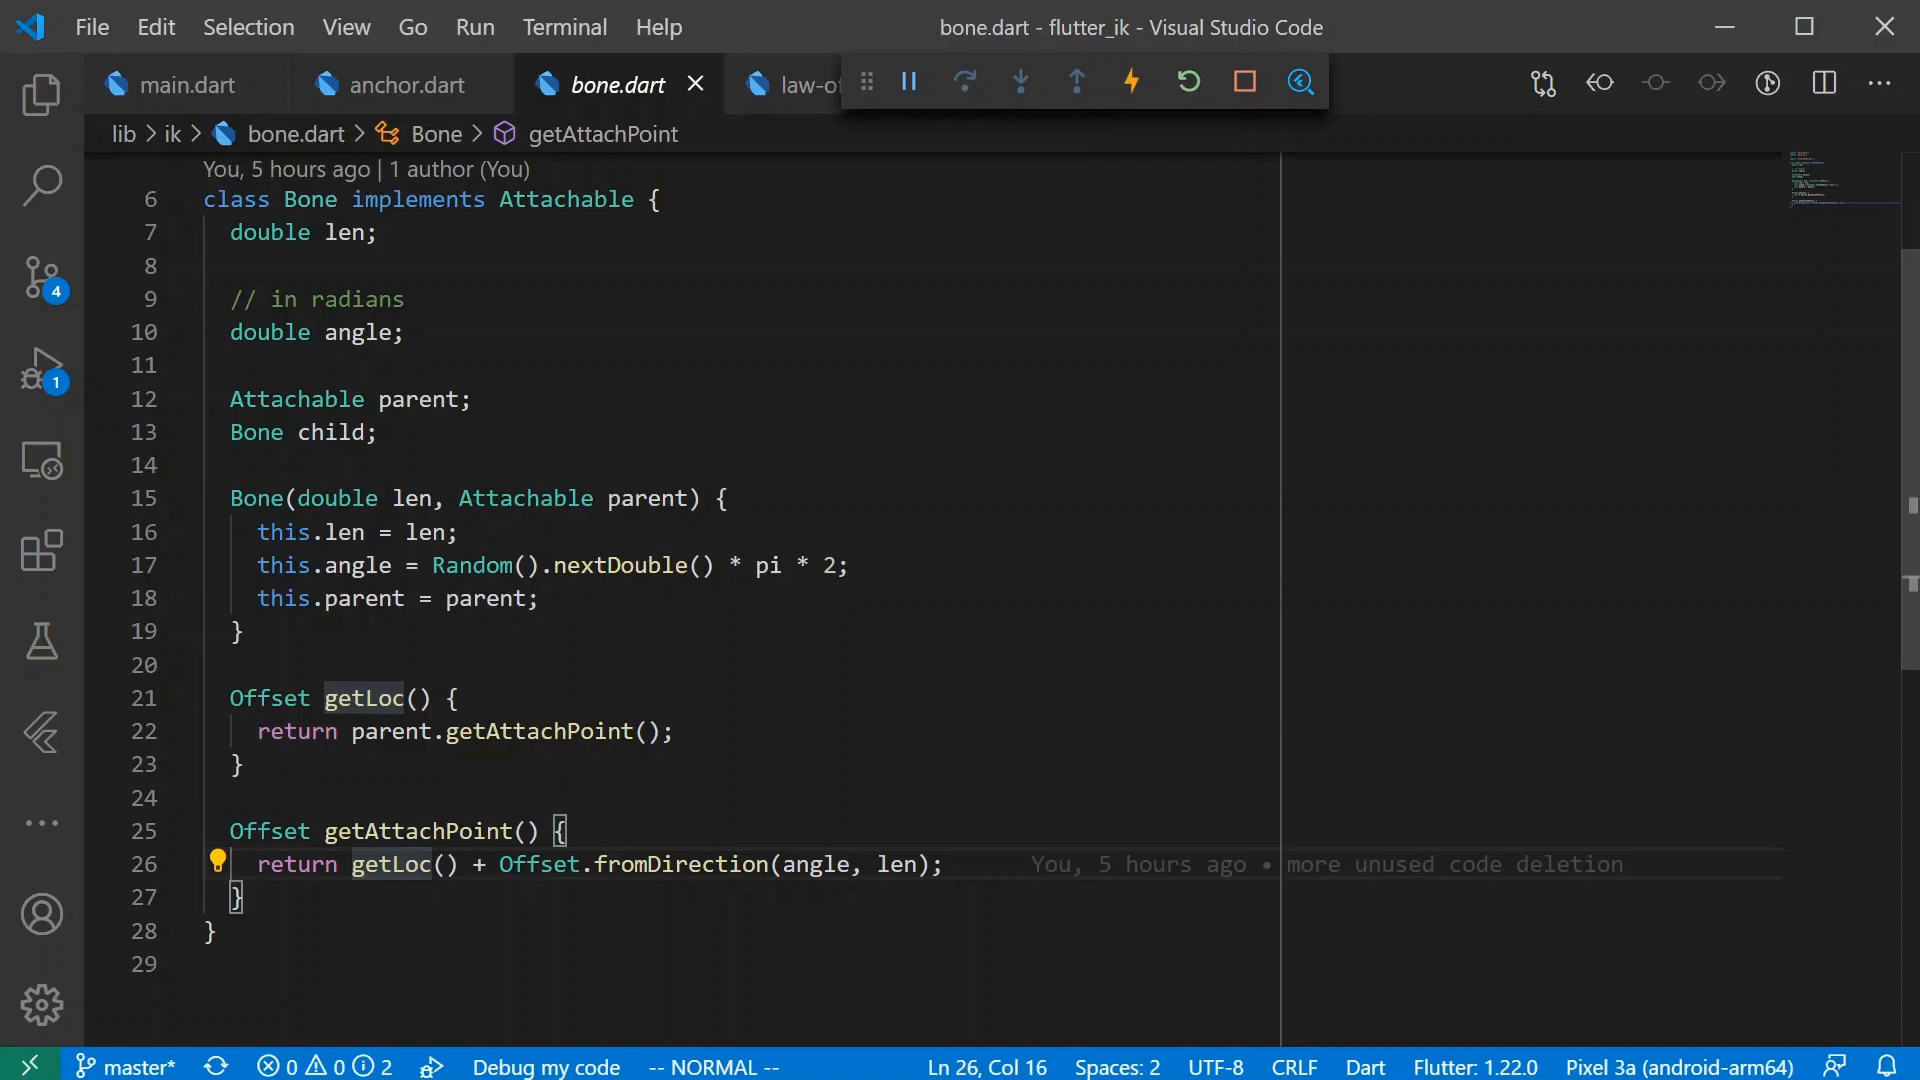 File Edit Selection View Go Run Terminal Help bone.dart - flutter_ik - Visual Studio Code
main.dart anchor.dart bone.dart law-of
lib > ik > bone.dart > Bone > getAttachPoint
You, 5 hours ago | 1 author (You)
6 class Bone implements Attachable {
7 double len;
8
9 // in radians
10 double angle;
11
12 Attachable parent;
13 Bone child;
14
15 Bone(double len, Attachable parent) {
16 this.len = len;
17 this.angle = Random().nextDouble() * pi * 2;
18 this.parent = parent;
19 }
20
21 Offset getLoc() {
22 return parent.getAttachPoint();
23 }
24
25 Offset getAttachPoint() {
26 return getLoc() + Offset.fromDirection(angle, len); You, 5 hours ago • more unused code deletion
27 }
28 }
29
4
1
master* 0 0 2 Debug my code -- NORMAL -- Ln 26, Col 16 Spaces: 2 UTF-8 CRLF Dart Flutter: 1.22.0 Pixel 3a (android-arm64)